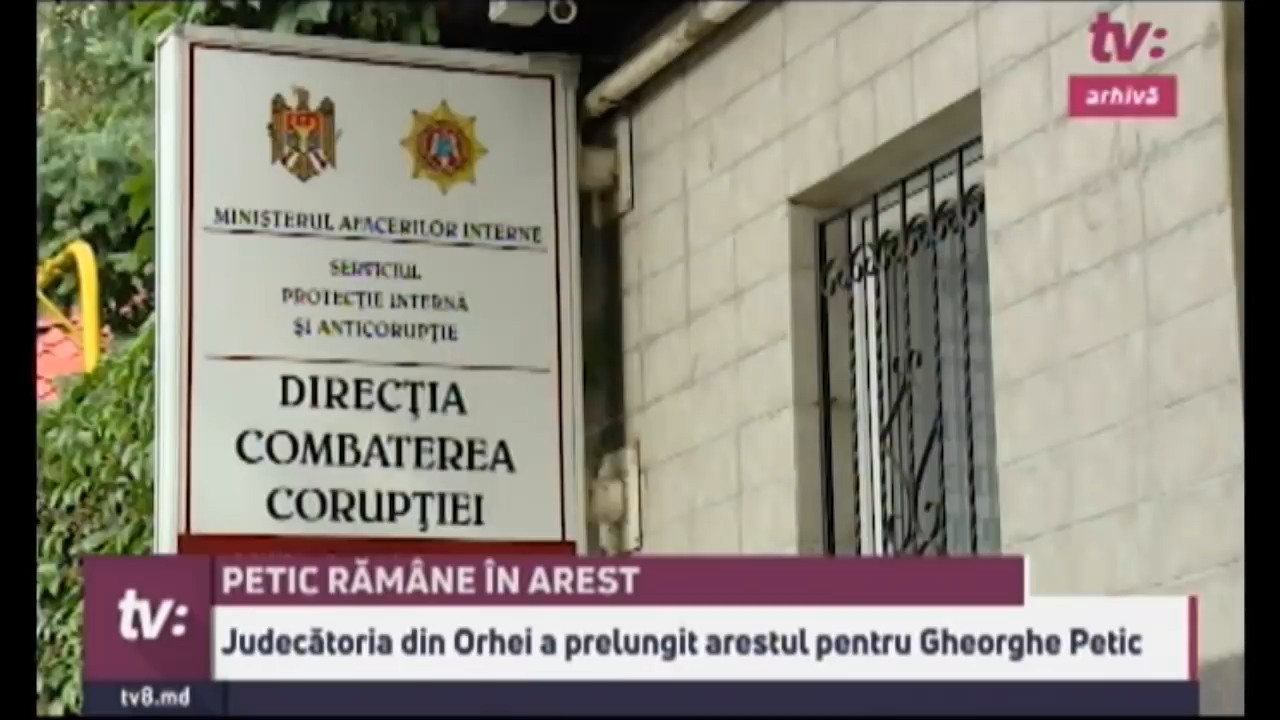 tv:
arhivă
MINISTERUL AFACERILOR INTERNE
SERVICIUL
PROTECȚIE INTERNĂ
ȘI ANTICORUPȚIE
DIRECȚIA
COMBATEREA
CORUPȚIEI
PETIC RĂMÂNE ÎN AREST
tv:
Judecătoria din Orhei a prelungit arestul pentru Gheorghe Petic
tv8.md